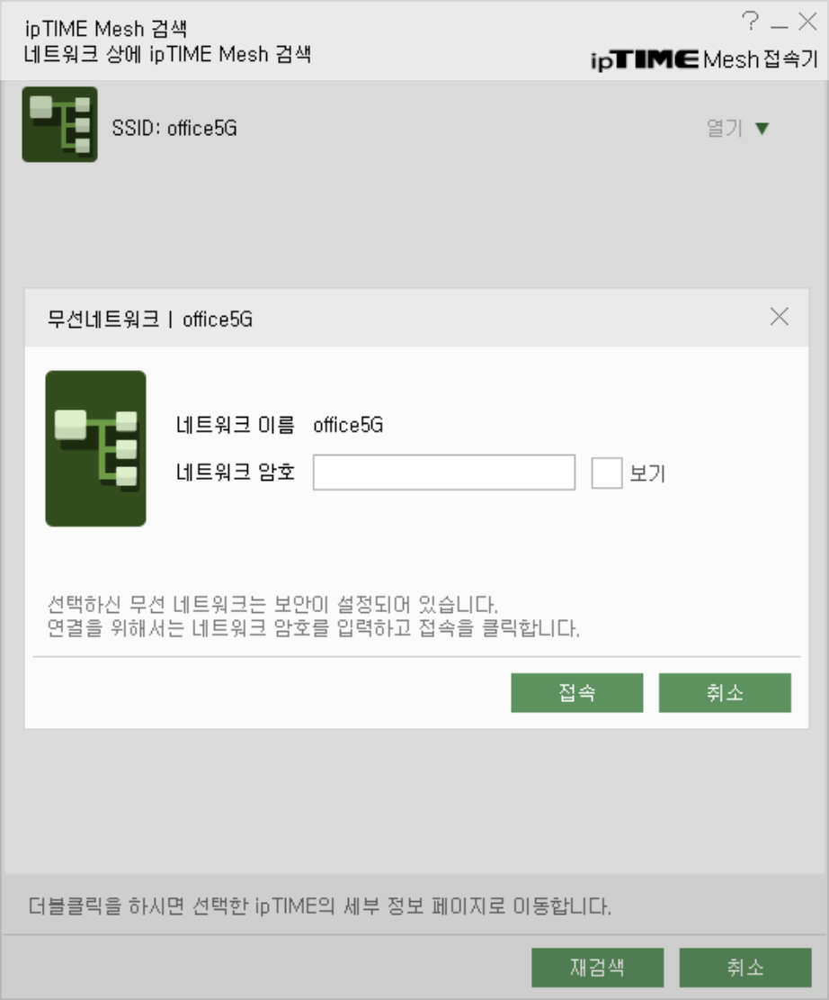 ipTIME Mesh 검색
네트워크 상에 ipTIME Mesh 검색
ipTIME Mesh 접속기
SSID: office5G
열기 ▼
무선네트워크 | office5G
네트워크 이름 office5G
네트워크 암호
보기
선택하신 무선 네트워크는 보안이 설정되어 있습니다.
연결을 위해서는 네트워크 암호를 입력하고 접속을 클릭합니다.
접속 취소
더블클릭을 하시면 선택한 ipTIME의 세부 정보 페이지로 이동합니다.
재검색 취소